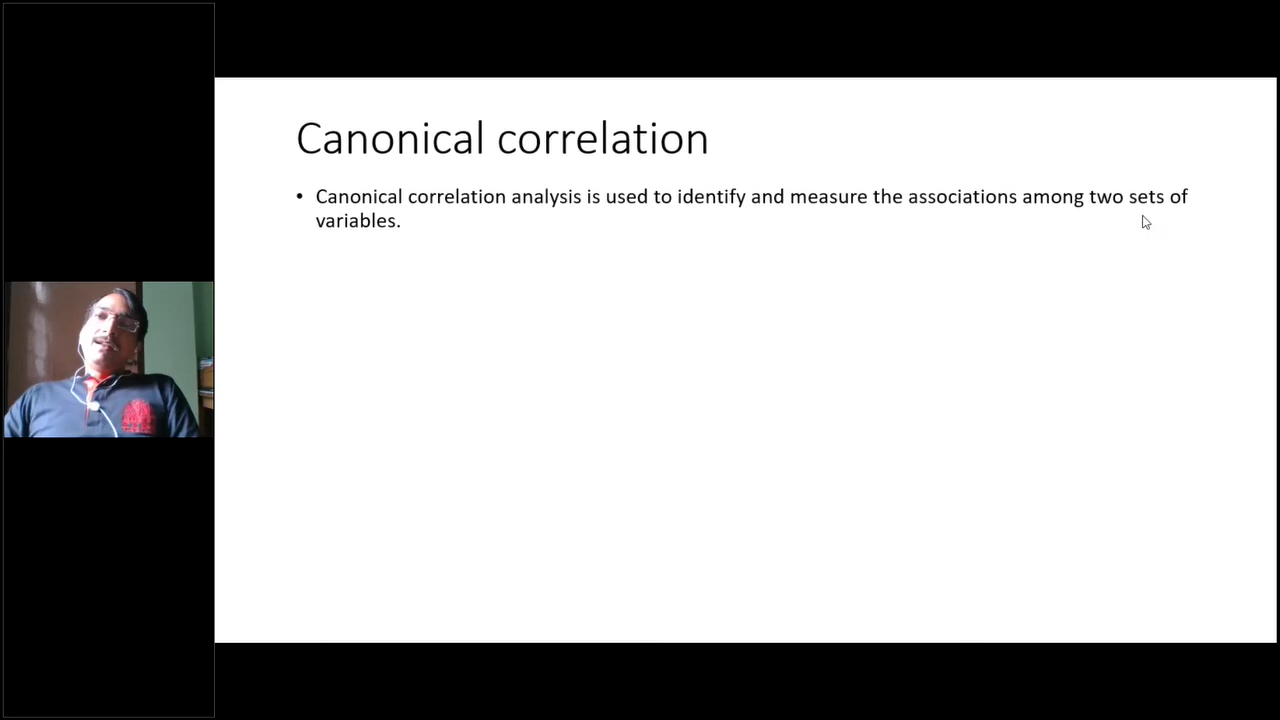 Canonical correlation
• Canonical correlation analysis is used to identify and measure the associations among two sets of
variables.